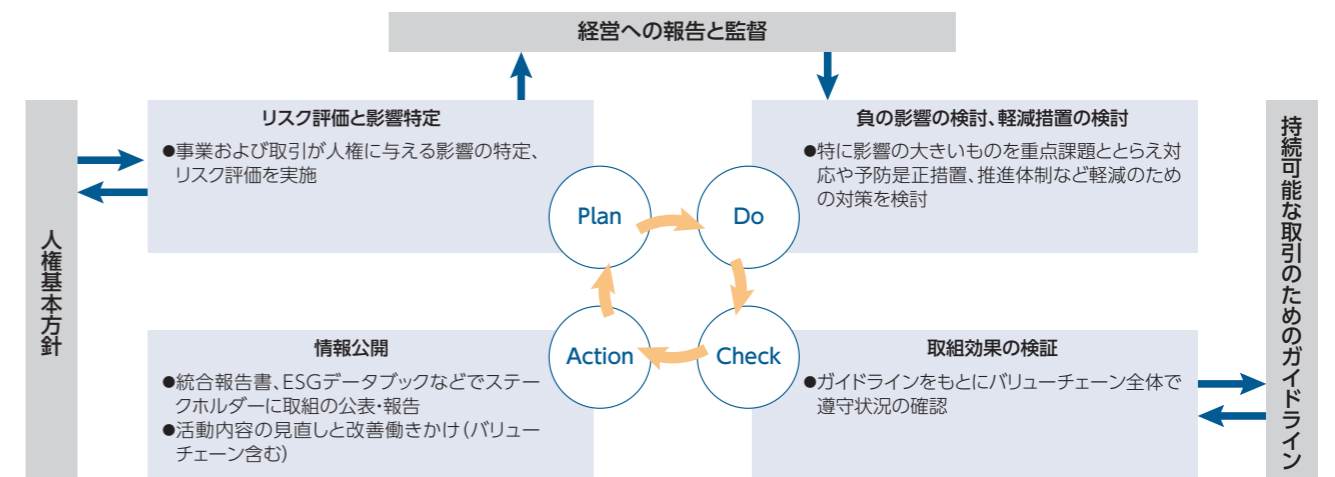 経営への報告と監督
人権基本方針
リスク評価と影響特定
●事業および取引が人権に与える影響の特定、
リスク評価を実施
負の影響の検討、軽減措置の検討
●特に影響の大きいものを重点課題ととらえ対
応や予防是正措置、推進体制など軽減のため
の対策を検討
Plan
Do
情報公開
●統合報告書、ESGデータブックなどでステー
クホルダーに取組の公表・報告
●活動内容の見直しと改善働きかけ(バリュー
チェーン含む)
Action
Check
取組効果の検証
●ガイドラインをもとにバリューチェーン全体で
遵守状況の確認
持続可能な取引のためのガイドライン